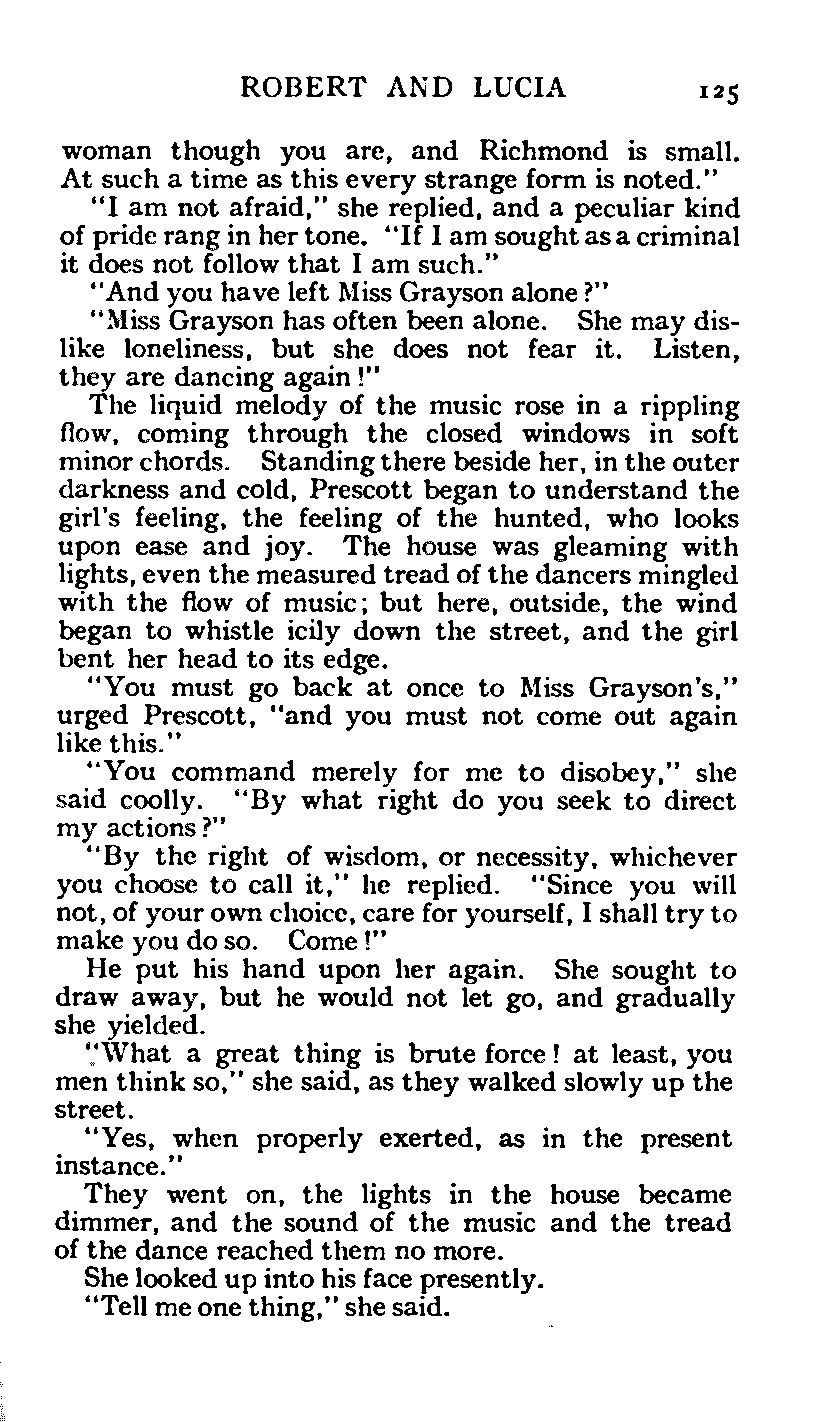 ROBERT AND LUCIA 125
woman though you are, and Richmond is small.
At such a time as this every strange form is noted."
"I am not afraid," she replied, and a peculiar kind
of pride rang in her tone. "If I am sought as a criminal
it does not follow that I am such."
"And you have left Miss Grayson alone?"
"Miss Grayson has often been alone. She may dis-
like loneliness, but she does not fear it. Listen,
they are dancing again!"
The liquid melody of the music rose in a rippling
flow, coming through the closed windows in soft
minor chords. Standing there beside her, in the outer
darkness and cold, Prescott began to understand the
girl's feeling, the feeling of the hunted, who looks
upon ease and joy. The house was gleaming with
lights, even the measured tread of the dancers mingled
with the flow of music; but here, outside, the wind
began to whistle icily down the street, and the girl
bent her head to its edge.
"You must go back at once to Miss Grayson's,"
urged Prescott, "and you must not come out again
like this."
"You command merely for me to disobey," she
said coolly. "By what right do you seek to direct
my actions?"
"By the right of wisdom, or necessity, whichever
you choose to call it," he replied. "Since you will
not, of your own choice, care for yourself, I shall try to
make you do so. Come!"
He put his hand upon her again. She sought to
draw away, but he would not let go, and gradually
she yielded.
"What a great thing is brute force! at least, you
men think so," she said, as they walked slowly up the
street.
"Yes, when properly exerted, as in the present
instance."
They went on, the lights in the house became
dimmer, and the sound of the music and the tread
of the dance reached them no more.
She looked up into his face presently.
"Tell me one thing," she said.